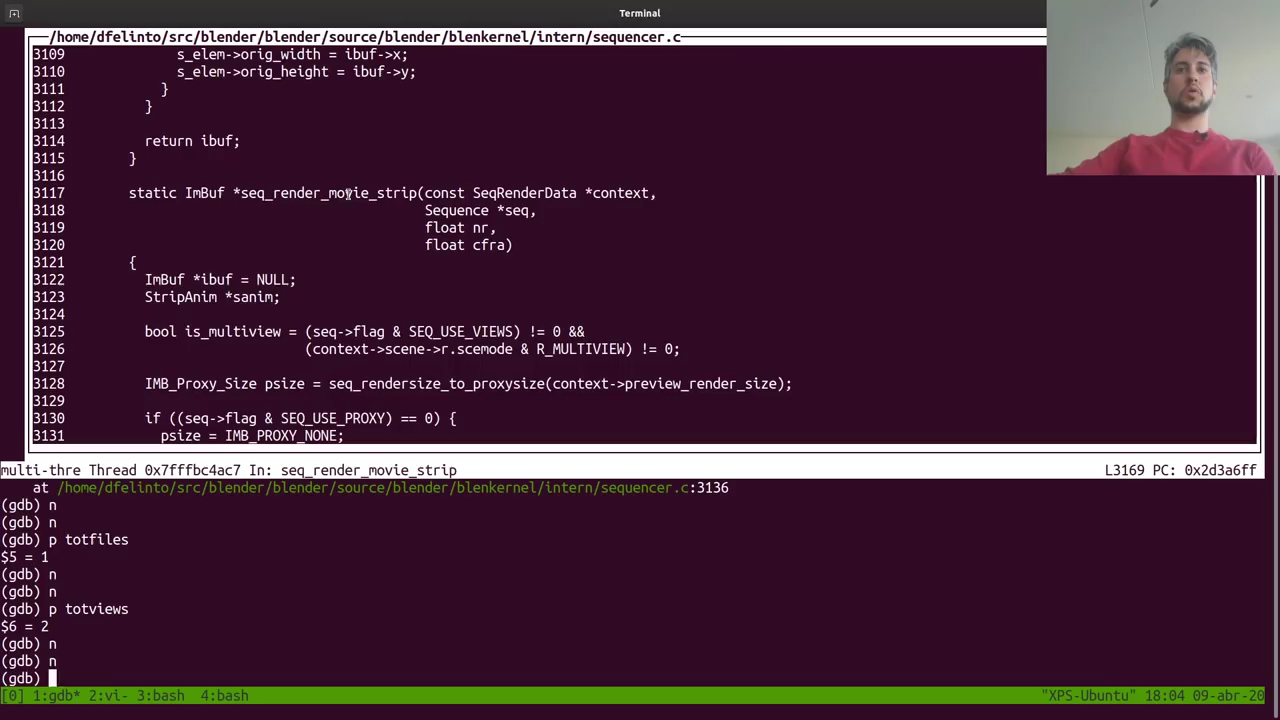 Terminal
/home/dfelinto/src/blender/blender/source/blender/blenkernel/intern/sequencer.c
3109 s_elem->orig_width = ibuf->x;
3110 s_elem->orig_height = ibuf->y;
3111 }
3112 }
3113
3114 return ibuf;
3115 }
3116
3117 static ImBuf *seq_render_movie_strip(const SeqRenderData *context,
3118 Sequence *seq,
3119 float nr,
3120 float cfra)
3121 {
3122 ImBuf *ibuf = NULL;
3123 StripAnim *sanim;
3124
3125 bool is_multiview = (seq->flag & SEQ_USE_VIEWS) != 0 &&
3126 (context->scene->r.scemode & R_MULTIVIEW) != 0;
3127
3128 IMB_Proxy_Size psize = seq_rendersize_to_proxysize(context->preview_render_size);
3129
3130 if ((seq->flag & SEQ_USE_PROXY) == 0) {
3131 psize = IMB_PROXY_NONE;
multi-thre Thread 0x7fffbc4ac7 In: seq_render_movie_strip L3169 PC: 0x2d3a6ff
at /home/dfelinto/src/blender/blender/source/blender/blenkernel/intern/sequencer.c:3136
(gdb) n
(gdb) n
(gdb) p totfiles
$5 = 1
(gdb) n
(gdb) n
(gdb) p totviews
$6 = 2
(gdb) n
(gdb) n
(gdb)
[0] 1:gdb* 2:vi- 3:bash 4:bash "XPS-Ubuntu" 18:04 09-abr-20